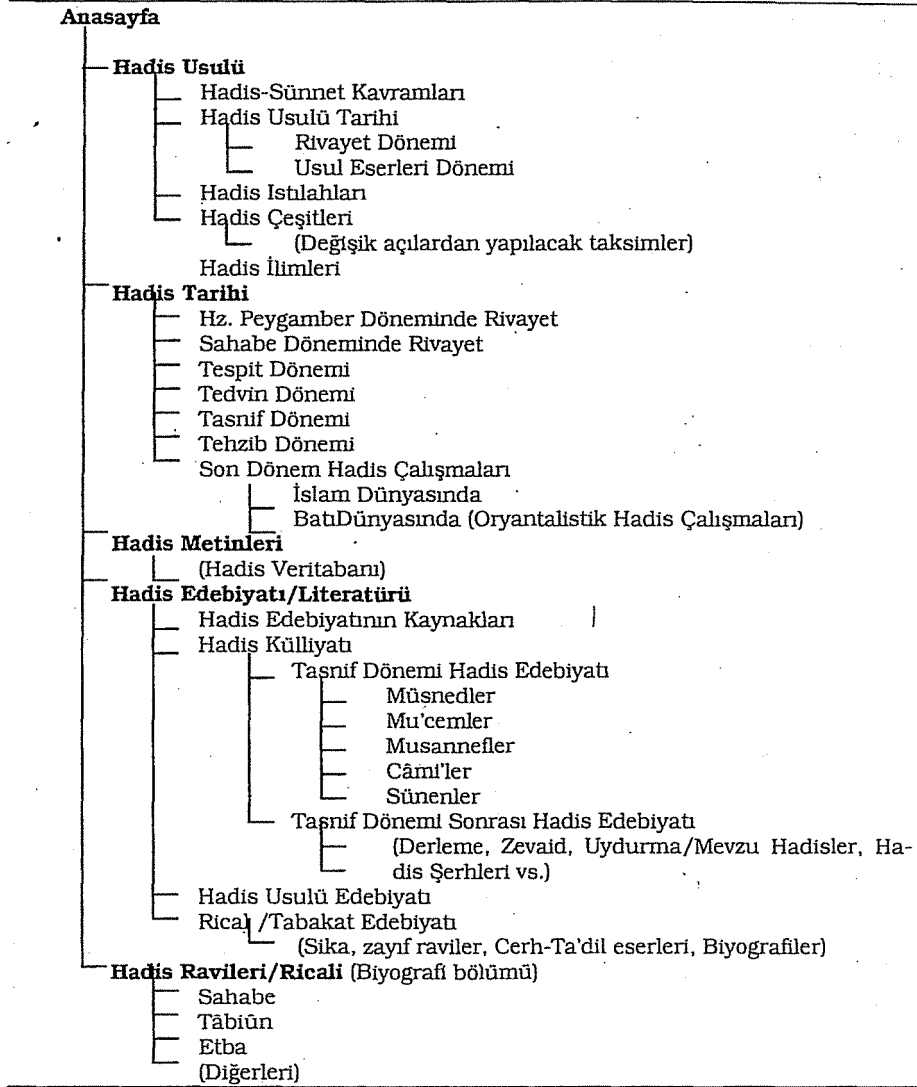 Anasayfa
Hadis Usulü
Hadis-Sünnet Kavramları
Hadis Usulü Tarihi
Rivayet Dönemi
Usul Eserleri Dönemi
Hadis Istılahları
Hadis Çeşitleri
(Değişik açılardan yapılacak taksimler)
Hadis İlimleri
Hadis Tarihi
Hz. Peygamber Döneminde Rivayet
Sahabe Döneminde Rivayet
Tespit Dönemi
Tedvin Dönemi
Tasnif Dönemi
Tehzib Dönemi
Son Dönem Hadis Çalışmaları
İslam Dünyasında
BatıDünyasında (Oryantalistik Hadis Çalışmaları)
Hadis Metinleri
(Hadis Veritabanı)
Hadis Edebiyatı/Literatürü
Hadis Edebiyatının Kaynakları
Hadis Külliyatı
Tasnif Dönemi Hadis Edebiyatı
Müsnedler
Mu'cemler
Musannefler
Câmi'ler
Sünenler
Tasnif Dönemi Sonrası Hadis Edebiyatı
(Derleme, Zevaid, Uydurma/Mevzu Hadisler, Ha-
dis Şerhleri vs.)
Hadis Usulü Edebiyatı
Rical /Tabakat Edebiyatı
(Sika, zayıf raviler, Cerh-Ta'dil eserleri, Biyografiler)
Hadis Ravileri/Ricali (Biyografi bölümü)
Sahabe
Tâbiûn
Etba
(Diğerleri)